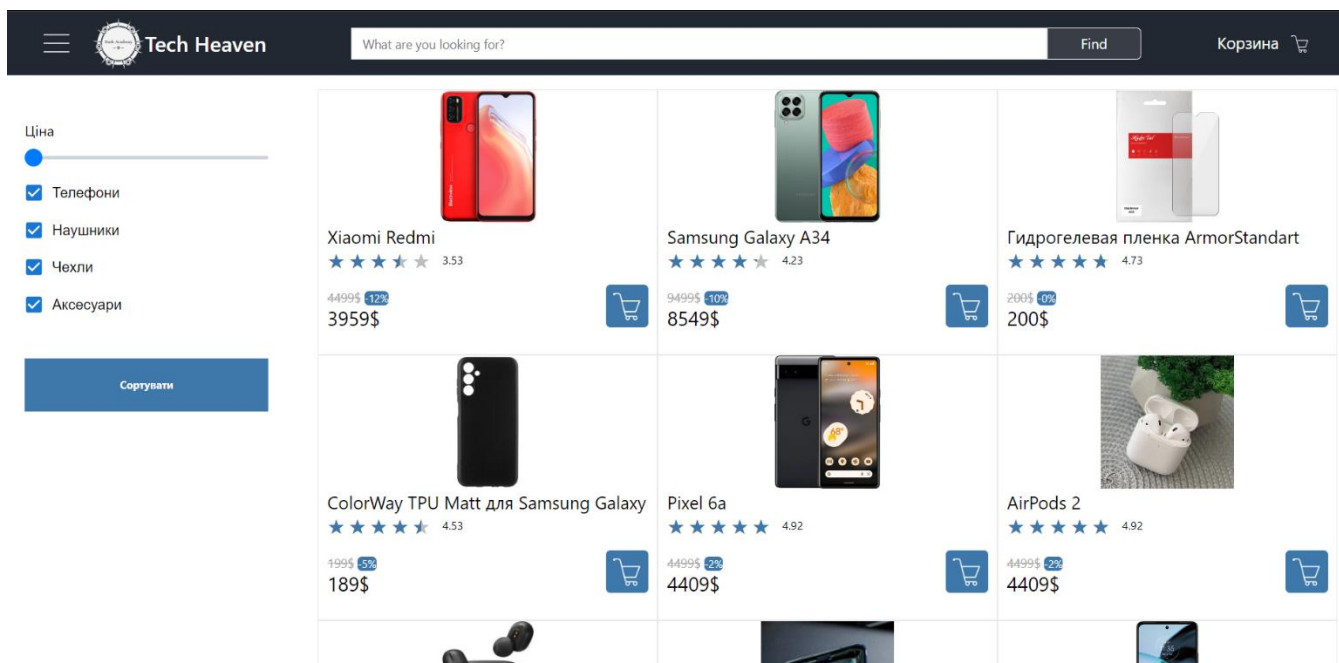 Tech Heaven
What are you looking for?
Find
Корзина
Ціна
Телефони
Наушники
Чехли
Аксесуари
Сортувати
Xiaomi Redmi
3.53
4499$ -12%
3959$
Samsung Galaxy A34
4.23
9499$ -10%
8549$
Гидрогелевая пленка ArmorStandart
4.73
200$ -0%
200$
ColorWay TPU Matt для Samsung Galaxy
4.53
199$ -5%
189$
Pixel 6a
4.92
4499$ -2%
4409$
AirPods 2
4.92
4499$ -2%
4409$